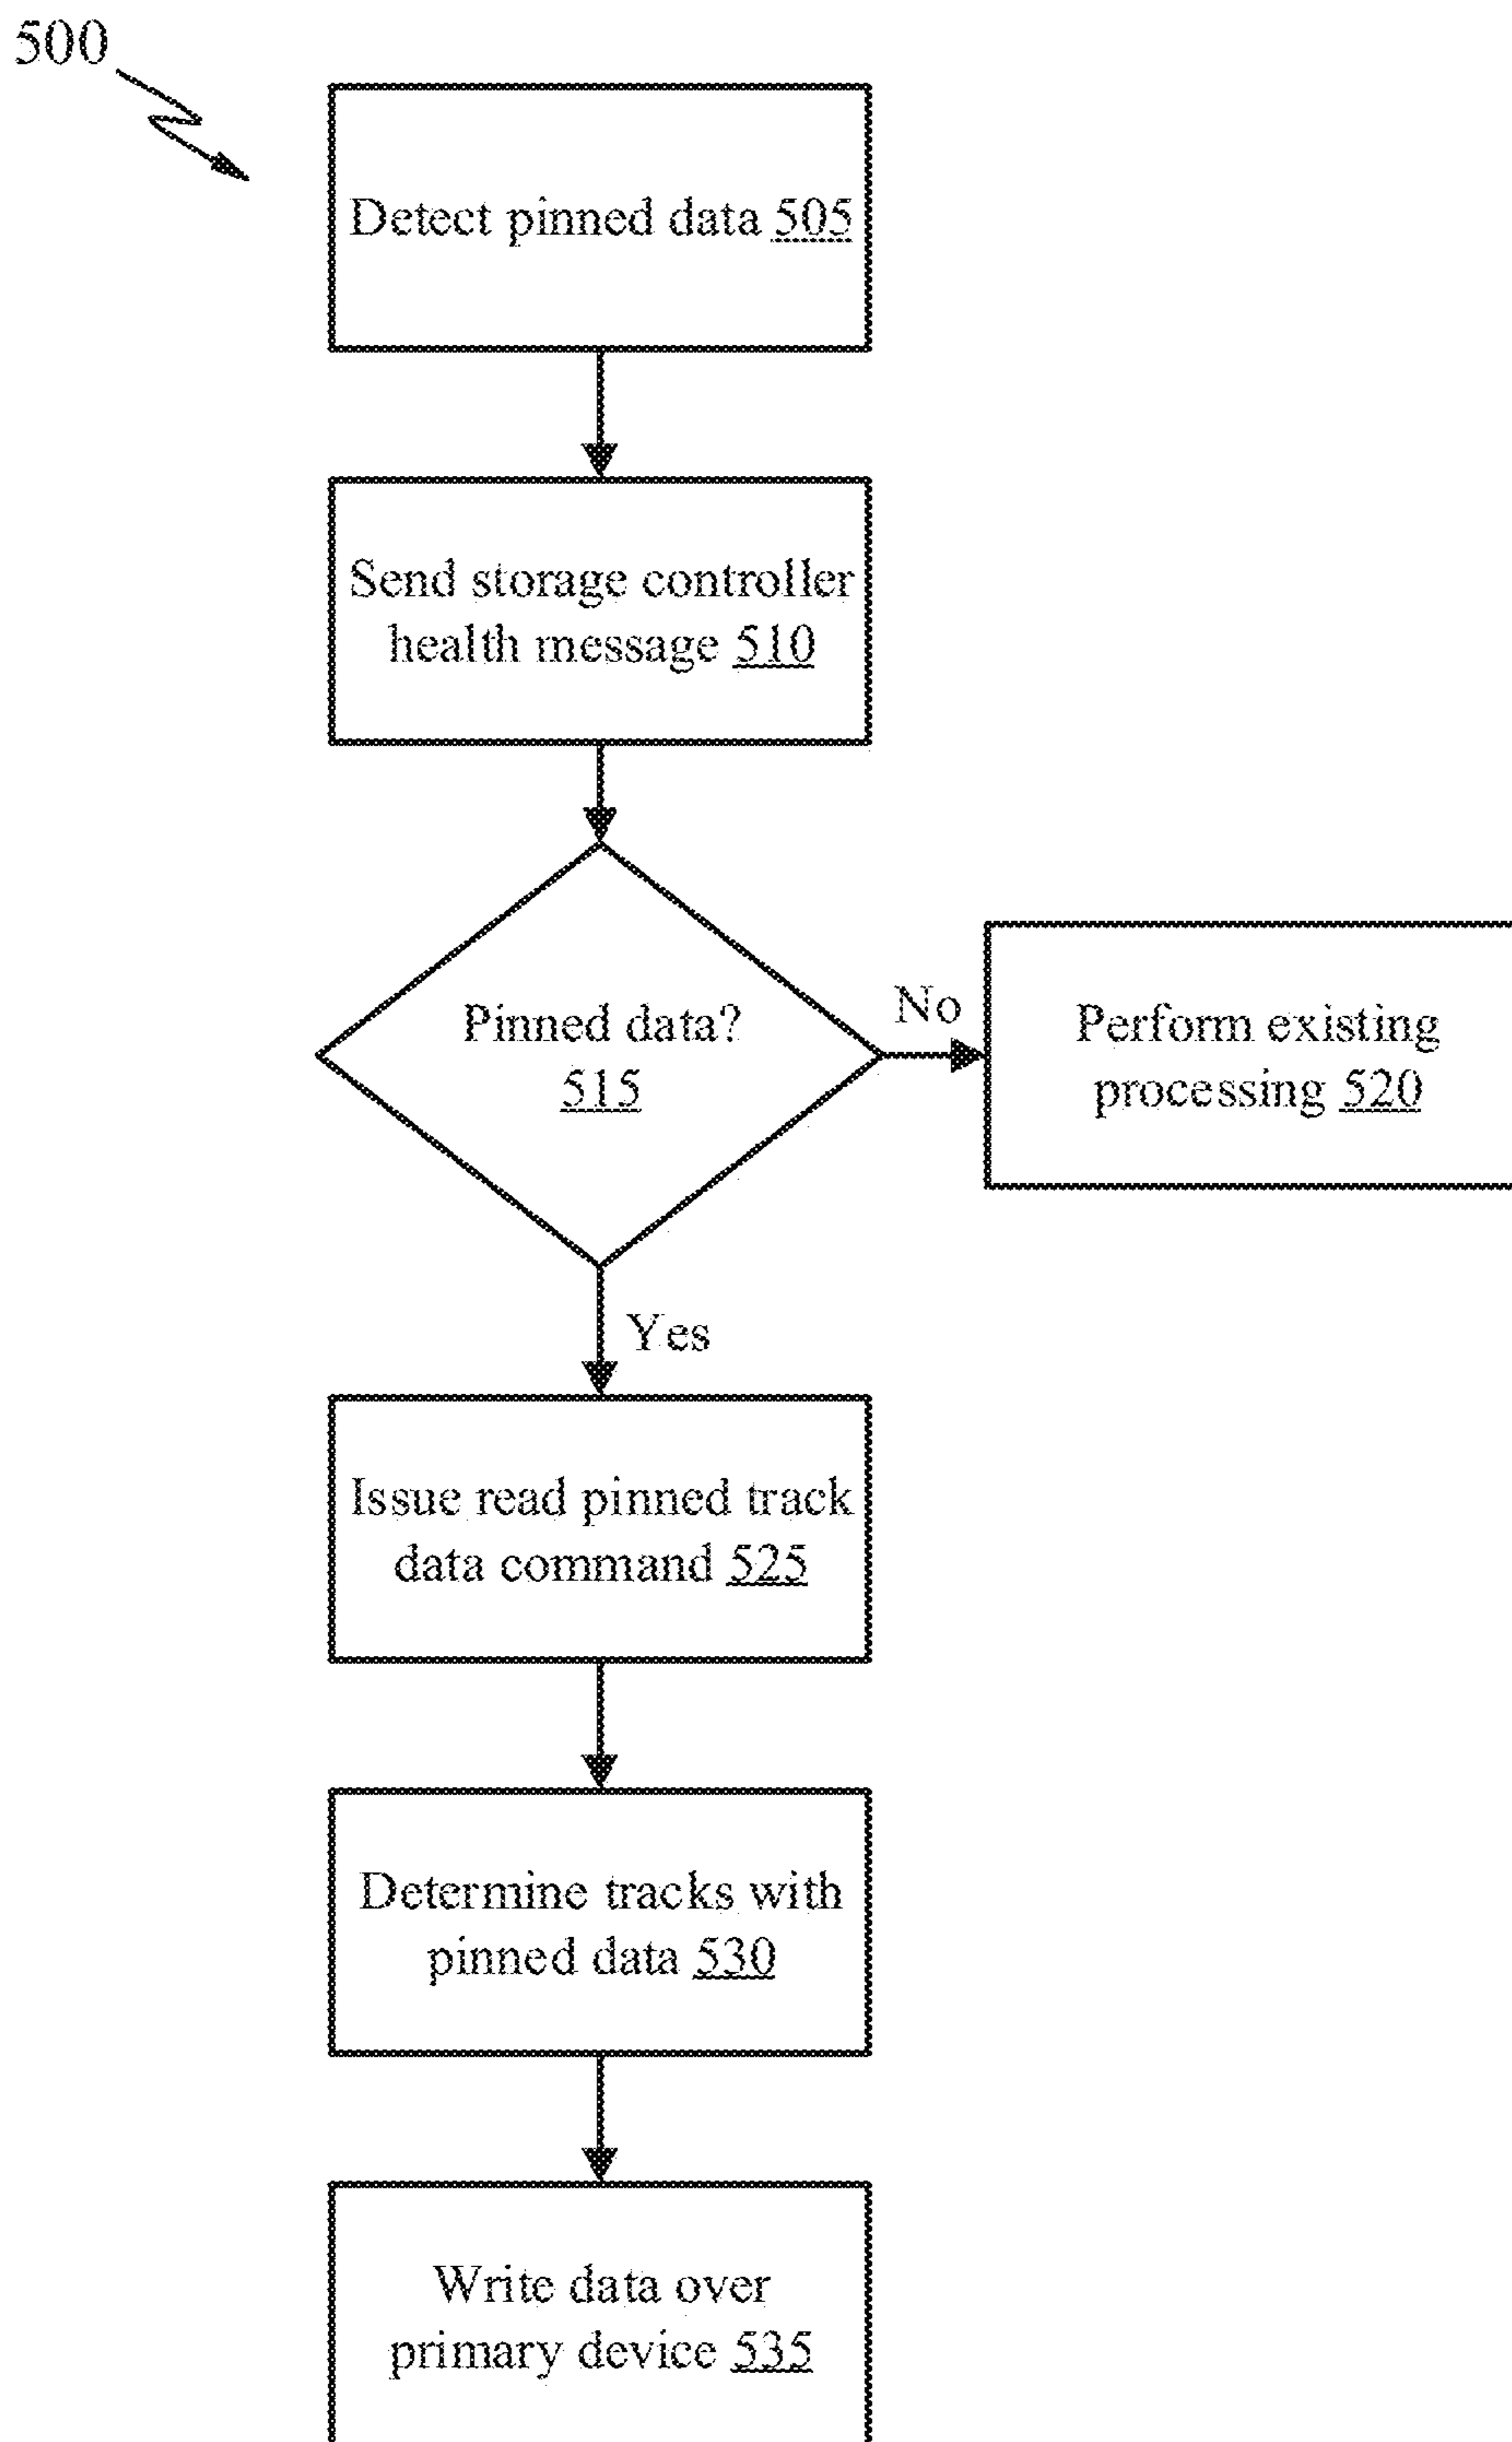 500
Detect pinned data 505
Send storage controller
health message 510
Pinned data?
515
No
Perform existing
processing 520
Yes
Issue read pinned track
data command 525
Determine tracks with
pinned data 530
Write data over
primary device 535